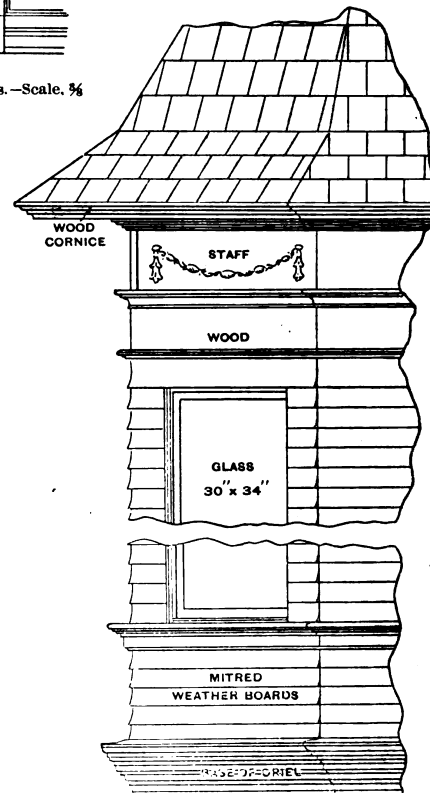 s.—Scale, ⅜
WOOD
CORNICE
STAFF
WOOD
GLASS
30" x 34"
MITRED
WEATHER BOARDS
BASE-OF-ORIEL